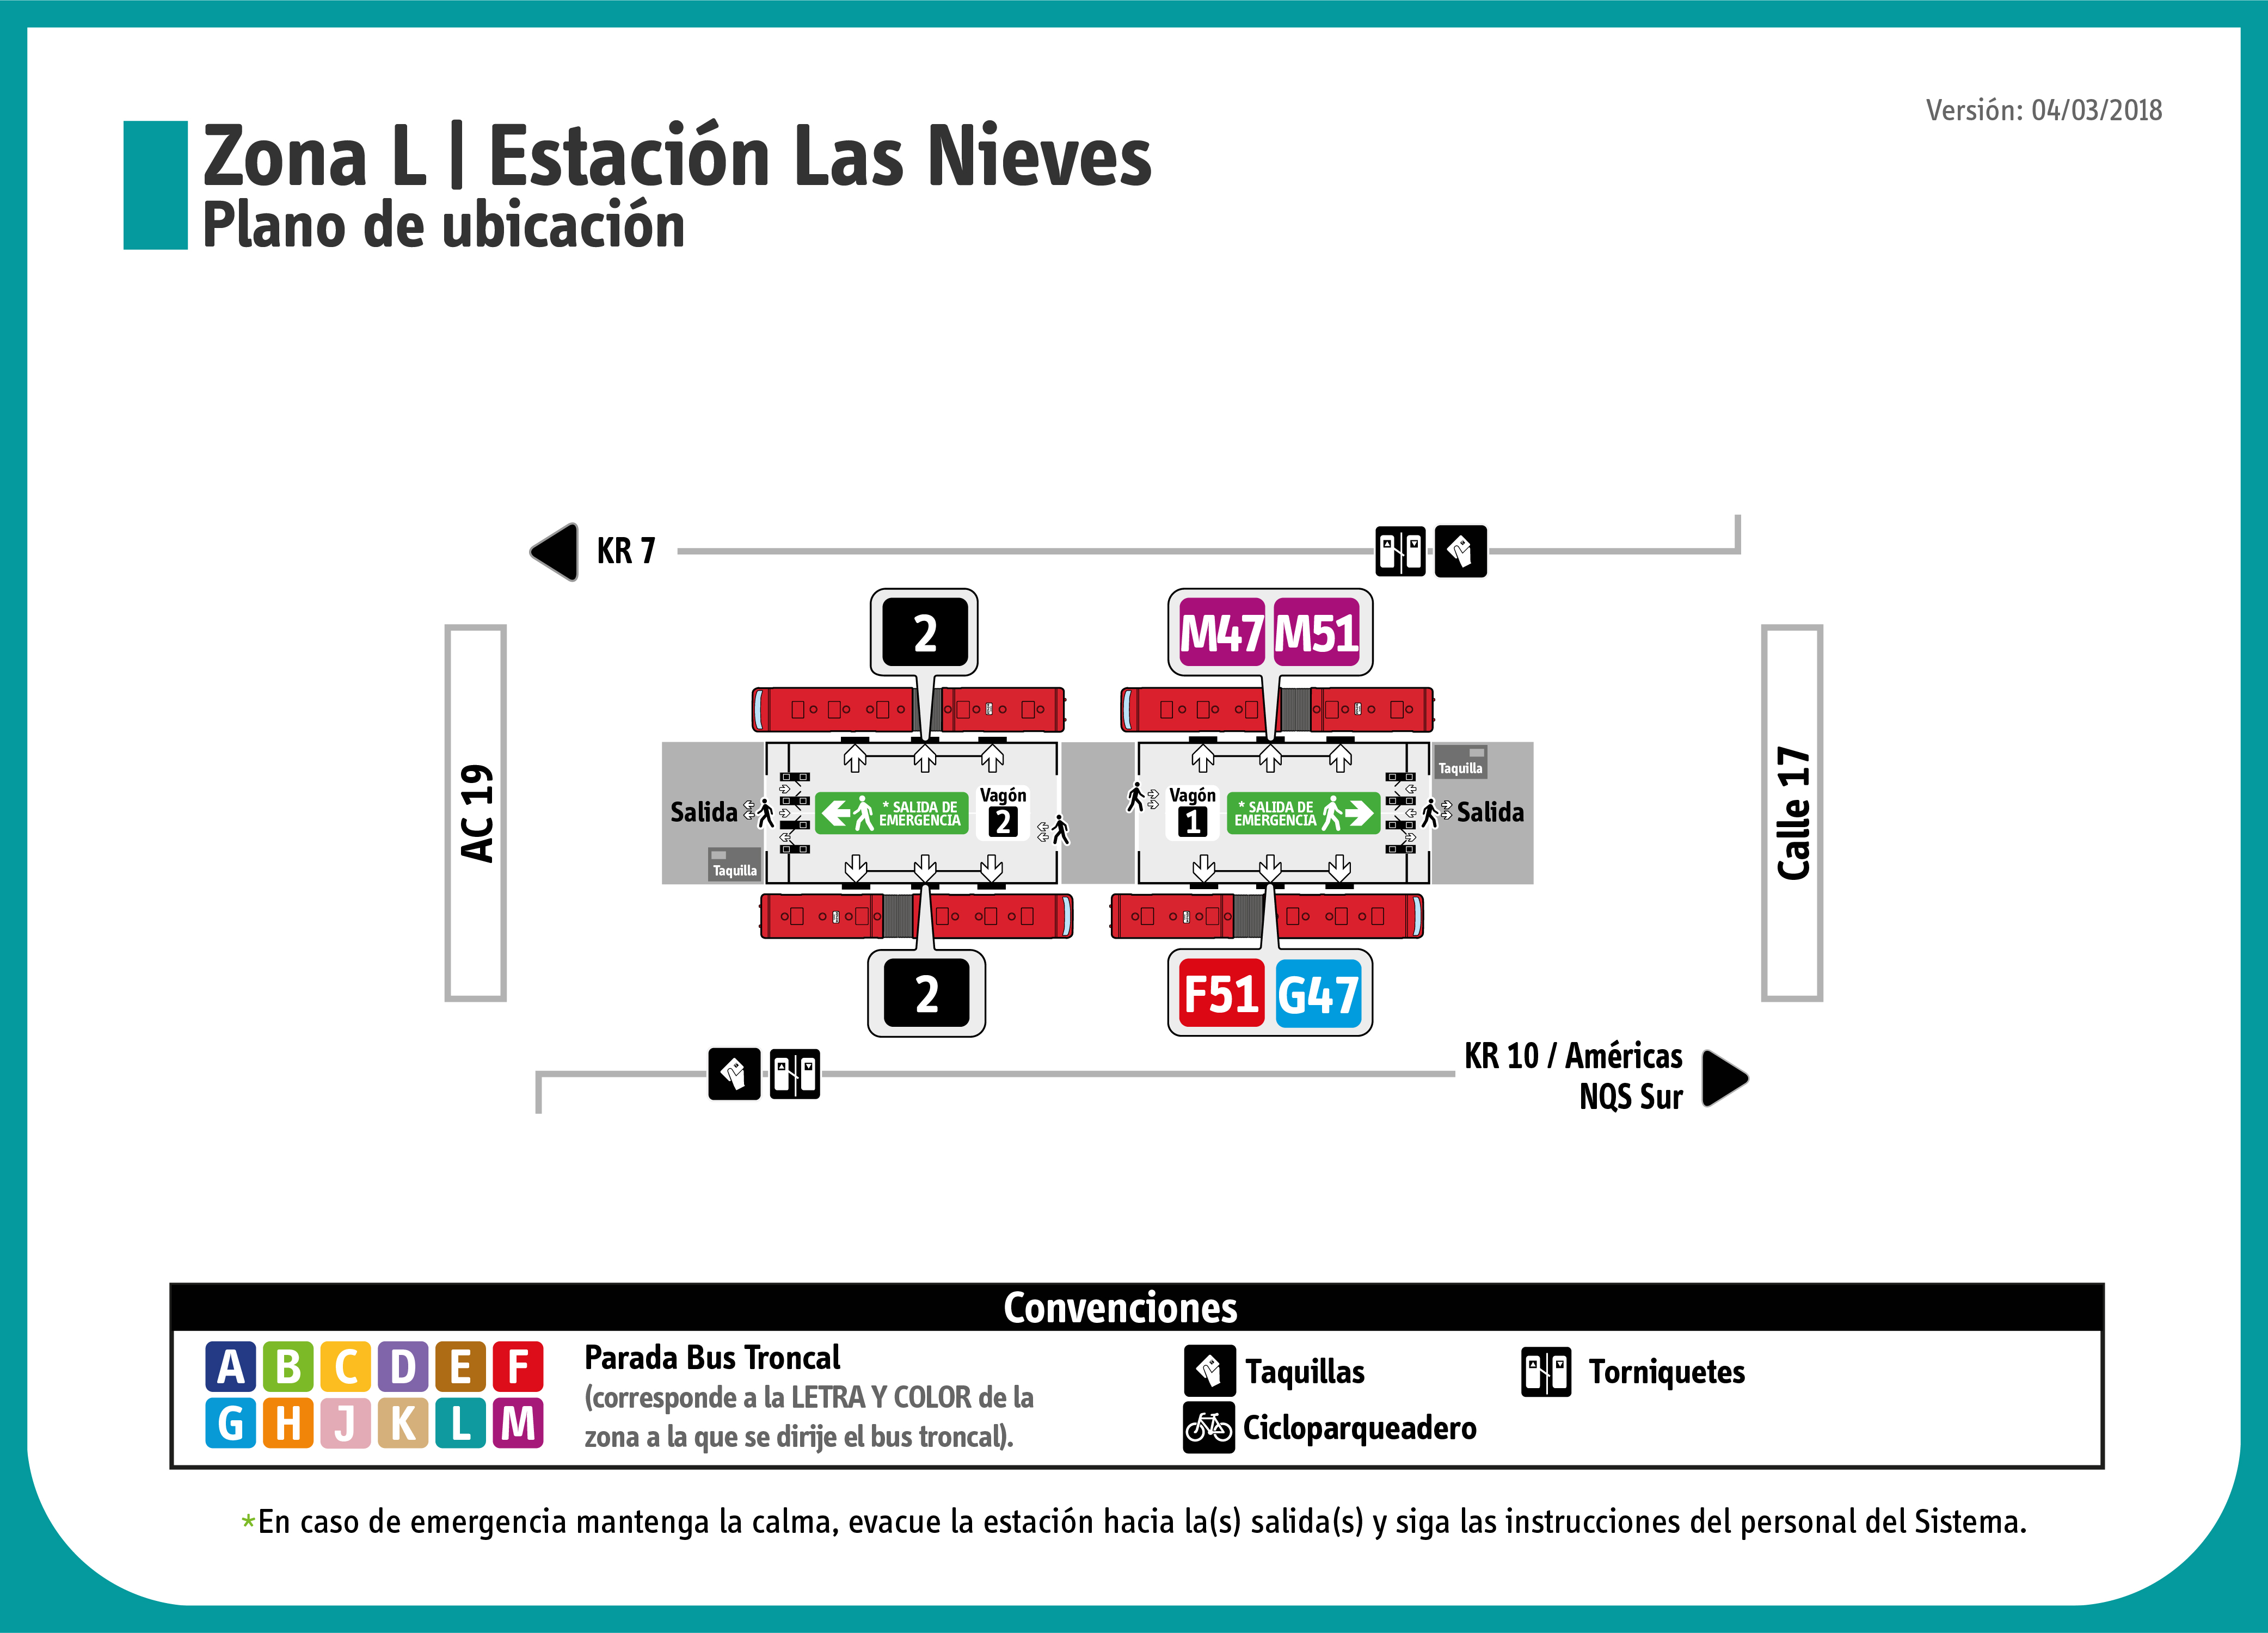 Versión: 04/03/2018
Zona L | Estación Las Nieves
Plano de ubicación
KR 7
2
M47 M51
AC 19
Calle 17
Taquilla
Salida
* SALIDA DE
EMERGENCIA
Vagón
2
Vagón
1
* SALIDA DE
EMERGENCIA
Salida
Taquilla
2
F51 G47
KR 10 / Américas
NQS Sur
Convenciones
A B C D E F
G H J K L M
Parada Bus Troncal
(corresponde a la LETRA Y COLOR de la
zona a la que se dirije el bus troncal).
Taquillas
Torniquetes
Cicloparqueadero
*En caso de emergencia mantenga la calma, evacue la estación hacia la(s) salida(s) y siga las instrucciones del personal del Sistema.